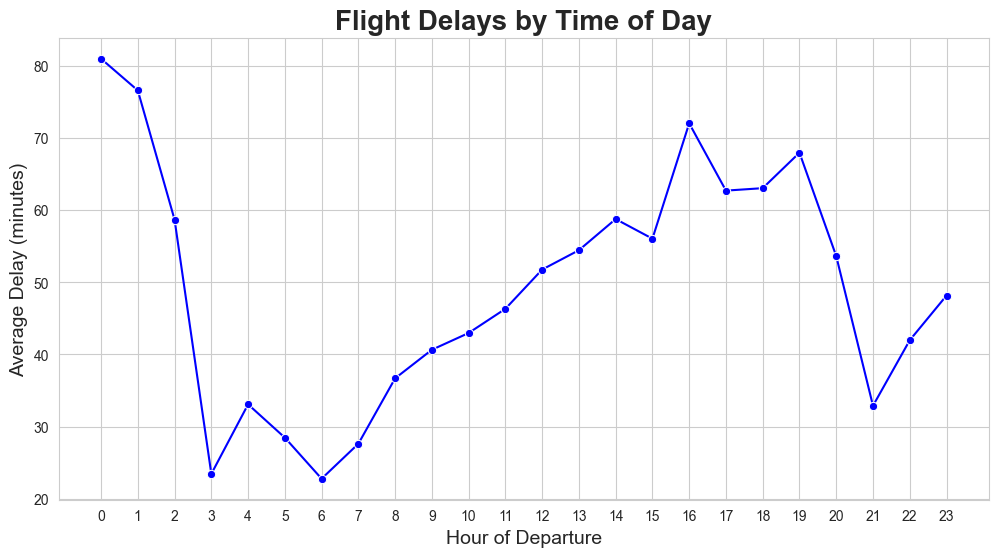 Flight Delays by Time of Day
Average Delay (minutes)
80
70
60
50
40
30
20
0 1 2 3 4 5 6 7 8 9 10 11 12 13 14 15 16 17 18 19 20 21 22 23
Hour of Departure